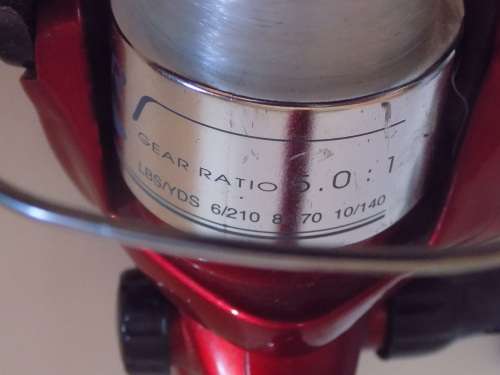 GEAR RATIO 5.0:1
LBS/YDS 6/210 8/170 10/140